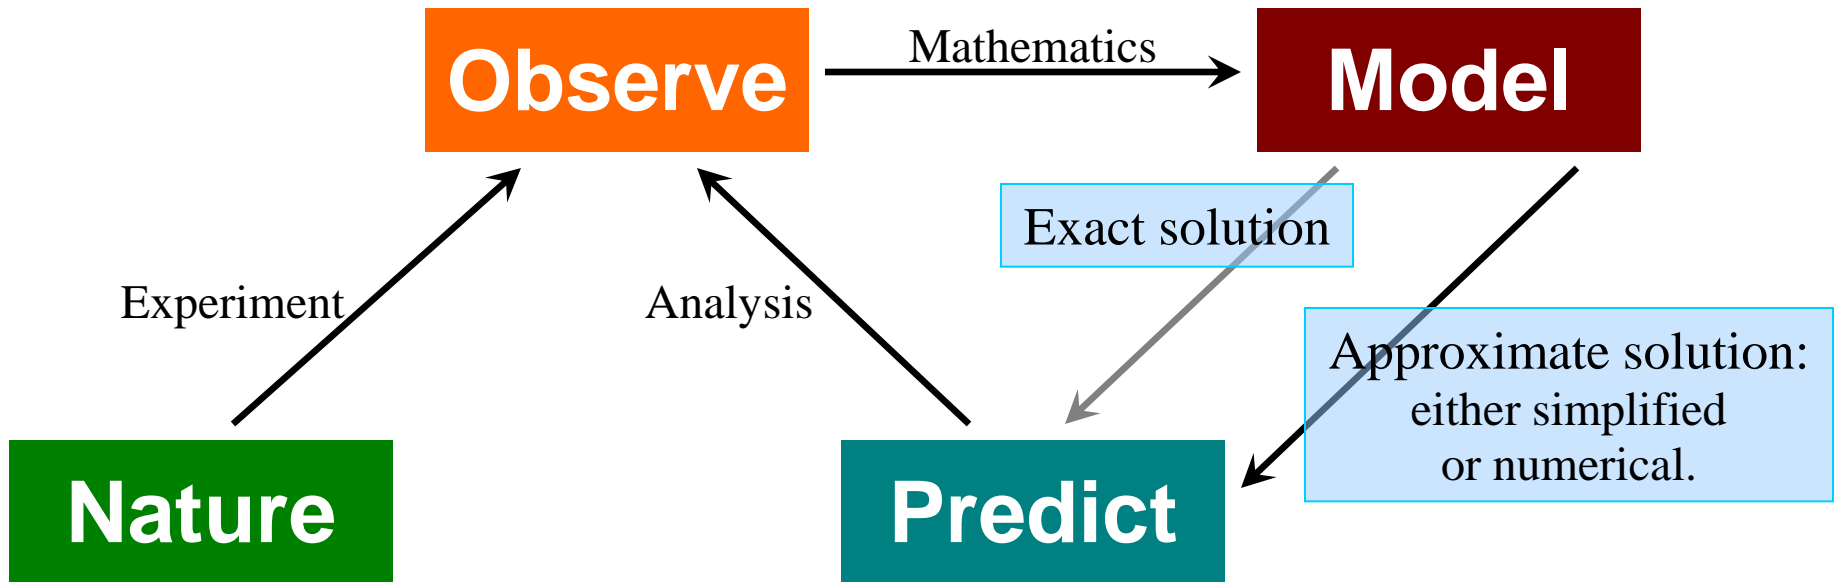 Observe
Mathematics
Model
Exact solution
Experiment
Analysis
Approximate solution:
either simplified
or numerical.
Nature
Predict